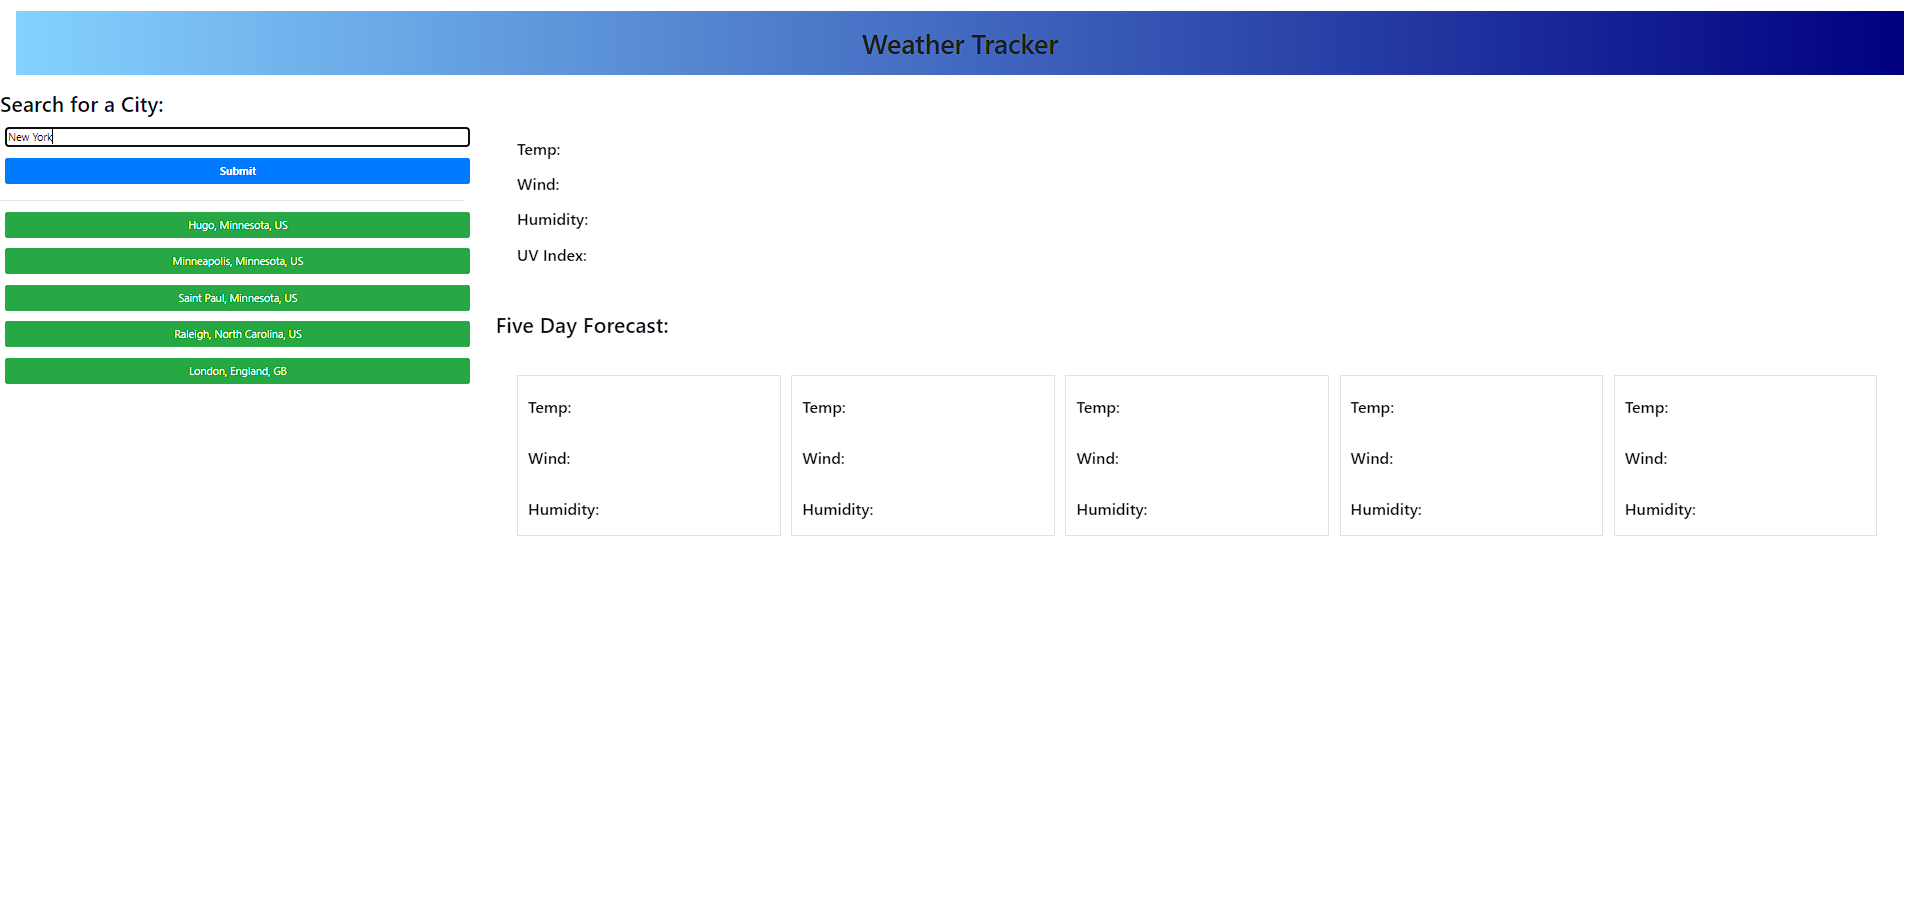 Weather Tracker
Search for a City:
New York
Submit
Hugo, Minnesota, US
Minneapolis, Minnesota, US
Saint Paul, Minnesota, US
Raleigh, North Carolina, US
London, England, GB
Temp:
Wind:
Humidity:
UV Index:
Five Day Forecast:
Temp:
Wind:
Humidity:
Temp:
Wind:
Humidity:
Temp:
Wind:
Humidity:
Temp:
Wind:
Humidity:
Temp:
Wind:
Humidity: